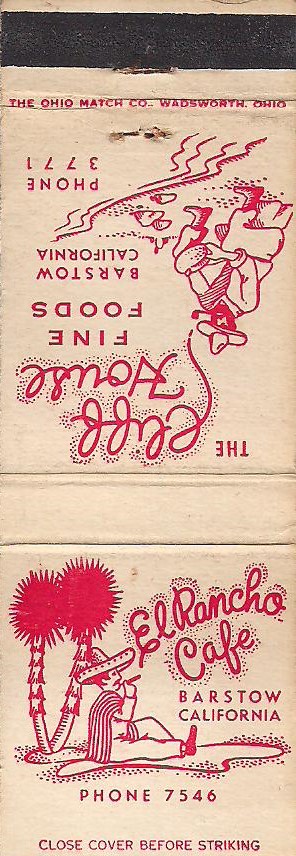 THE OHIO MATCH CO., WADSWORTH, OHIO
THE
Cliff
House
FINE
FOODS
BARSTOW
CALIFORNIA
PHONE
3771
El Rancho
Cafe
BARSTOW
CALIFORNIA
PHONE 7546
CLOSE COVER BEFORE STRIKING